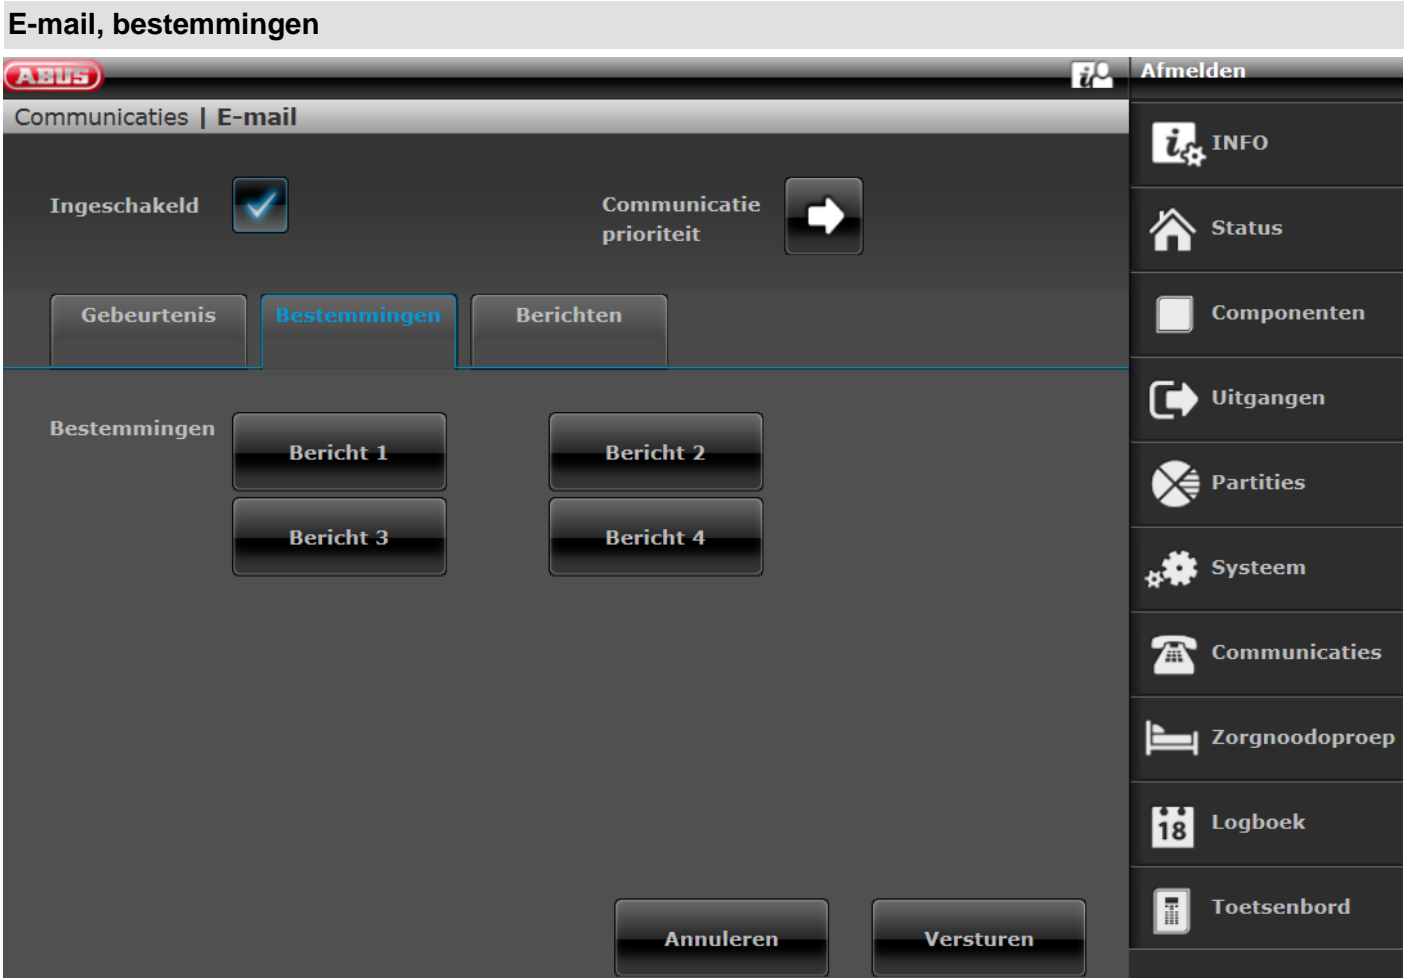 E-mail, bestemmingen
ABUS
Afmelden
Communicaties | E-mail
INFO
Ingeschakeld
Communicatie
prioriteit
Status
Gebeurtenis
Bestemmingen
Berichten
Componenten
Uitgangen
Bestemmingen
Bericht 1
Bericht 2
Partities
Bericht 3
Bericht 4
Systeem
Communicaties
Zorgnoodoproep
18
Logboek
Toetsenbord
Annuleren
Versturen